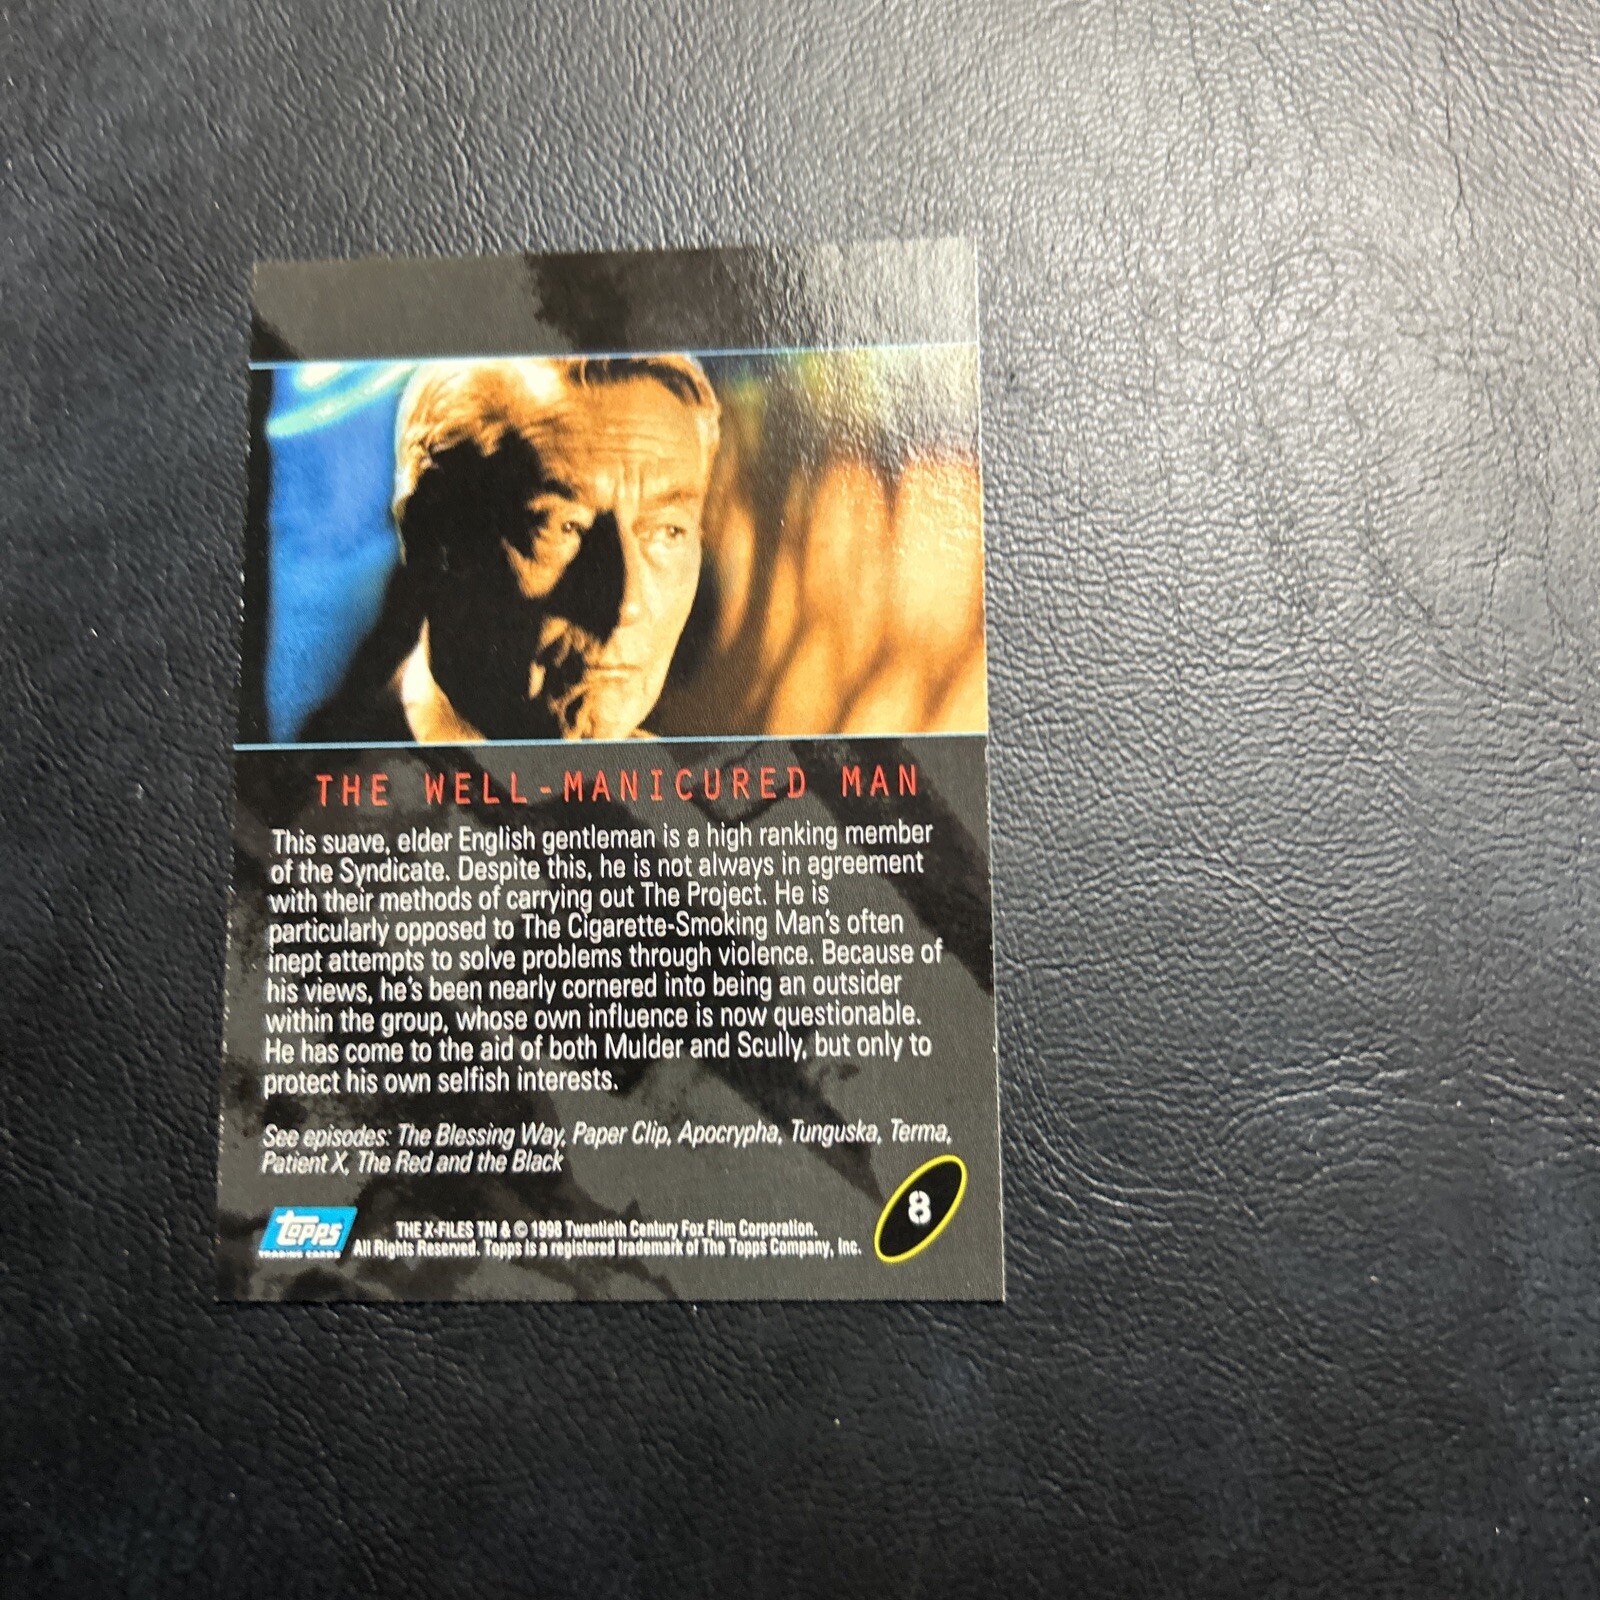 THE WELL-MANICURED MAN
This suave, elder English gentleman is a high ranking member
of the Syndicate. Despite this, he is not always in agreement
with their methods of carrying out The Project. He is
particularly opposed to The Cigarette-Smoking Man's often
inept attempts to solve problems through violence. Because of
his views, he's been nearly cornered into being an outsider
within the group, whose own influence is now questionable.
He has come to the aid of both Mulder and Scully, but only to
protect his own selfish interests.
See episodes: The Blessing Way, Paper Clip, Apocrypha, Tunguska, Terma,
Patient X, The Red and the Black
8
Topps
TRADING CARDS
THE X-FILES TM & © 1998 Twentieth Century Fox Film Corporation.
All Rights Reserved. Topps is a registered trademark of The Topps Company, Inc.